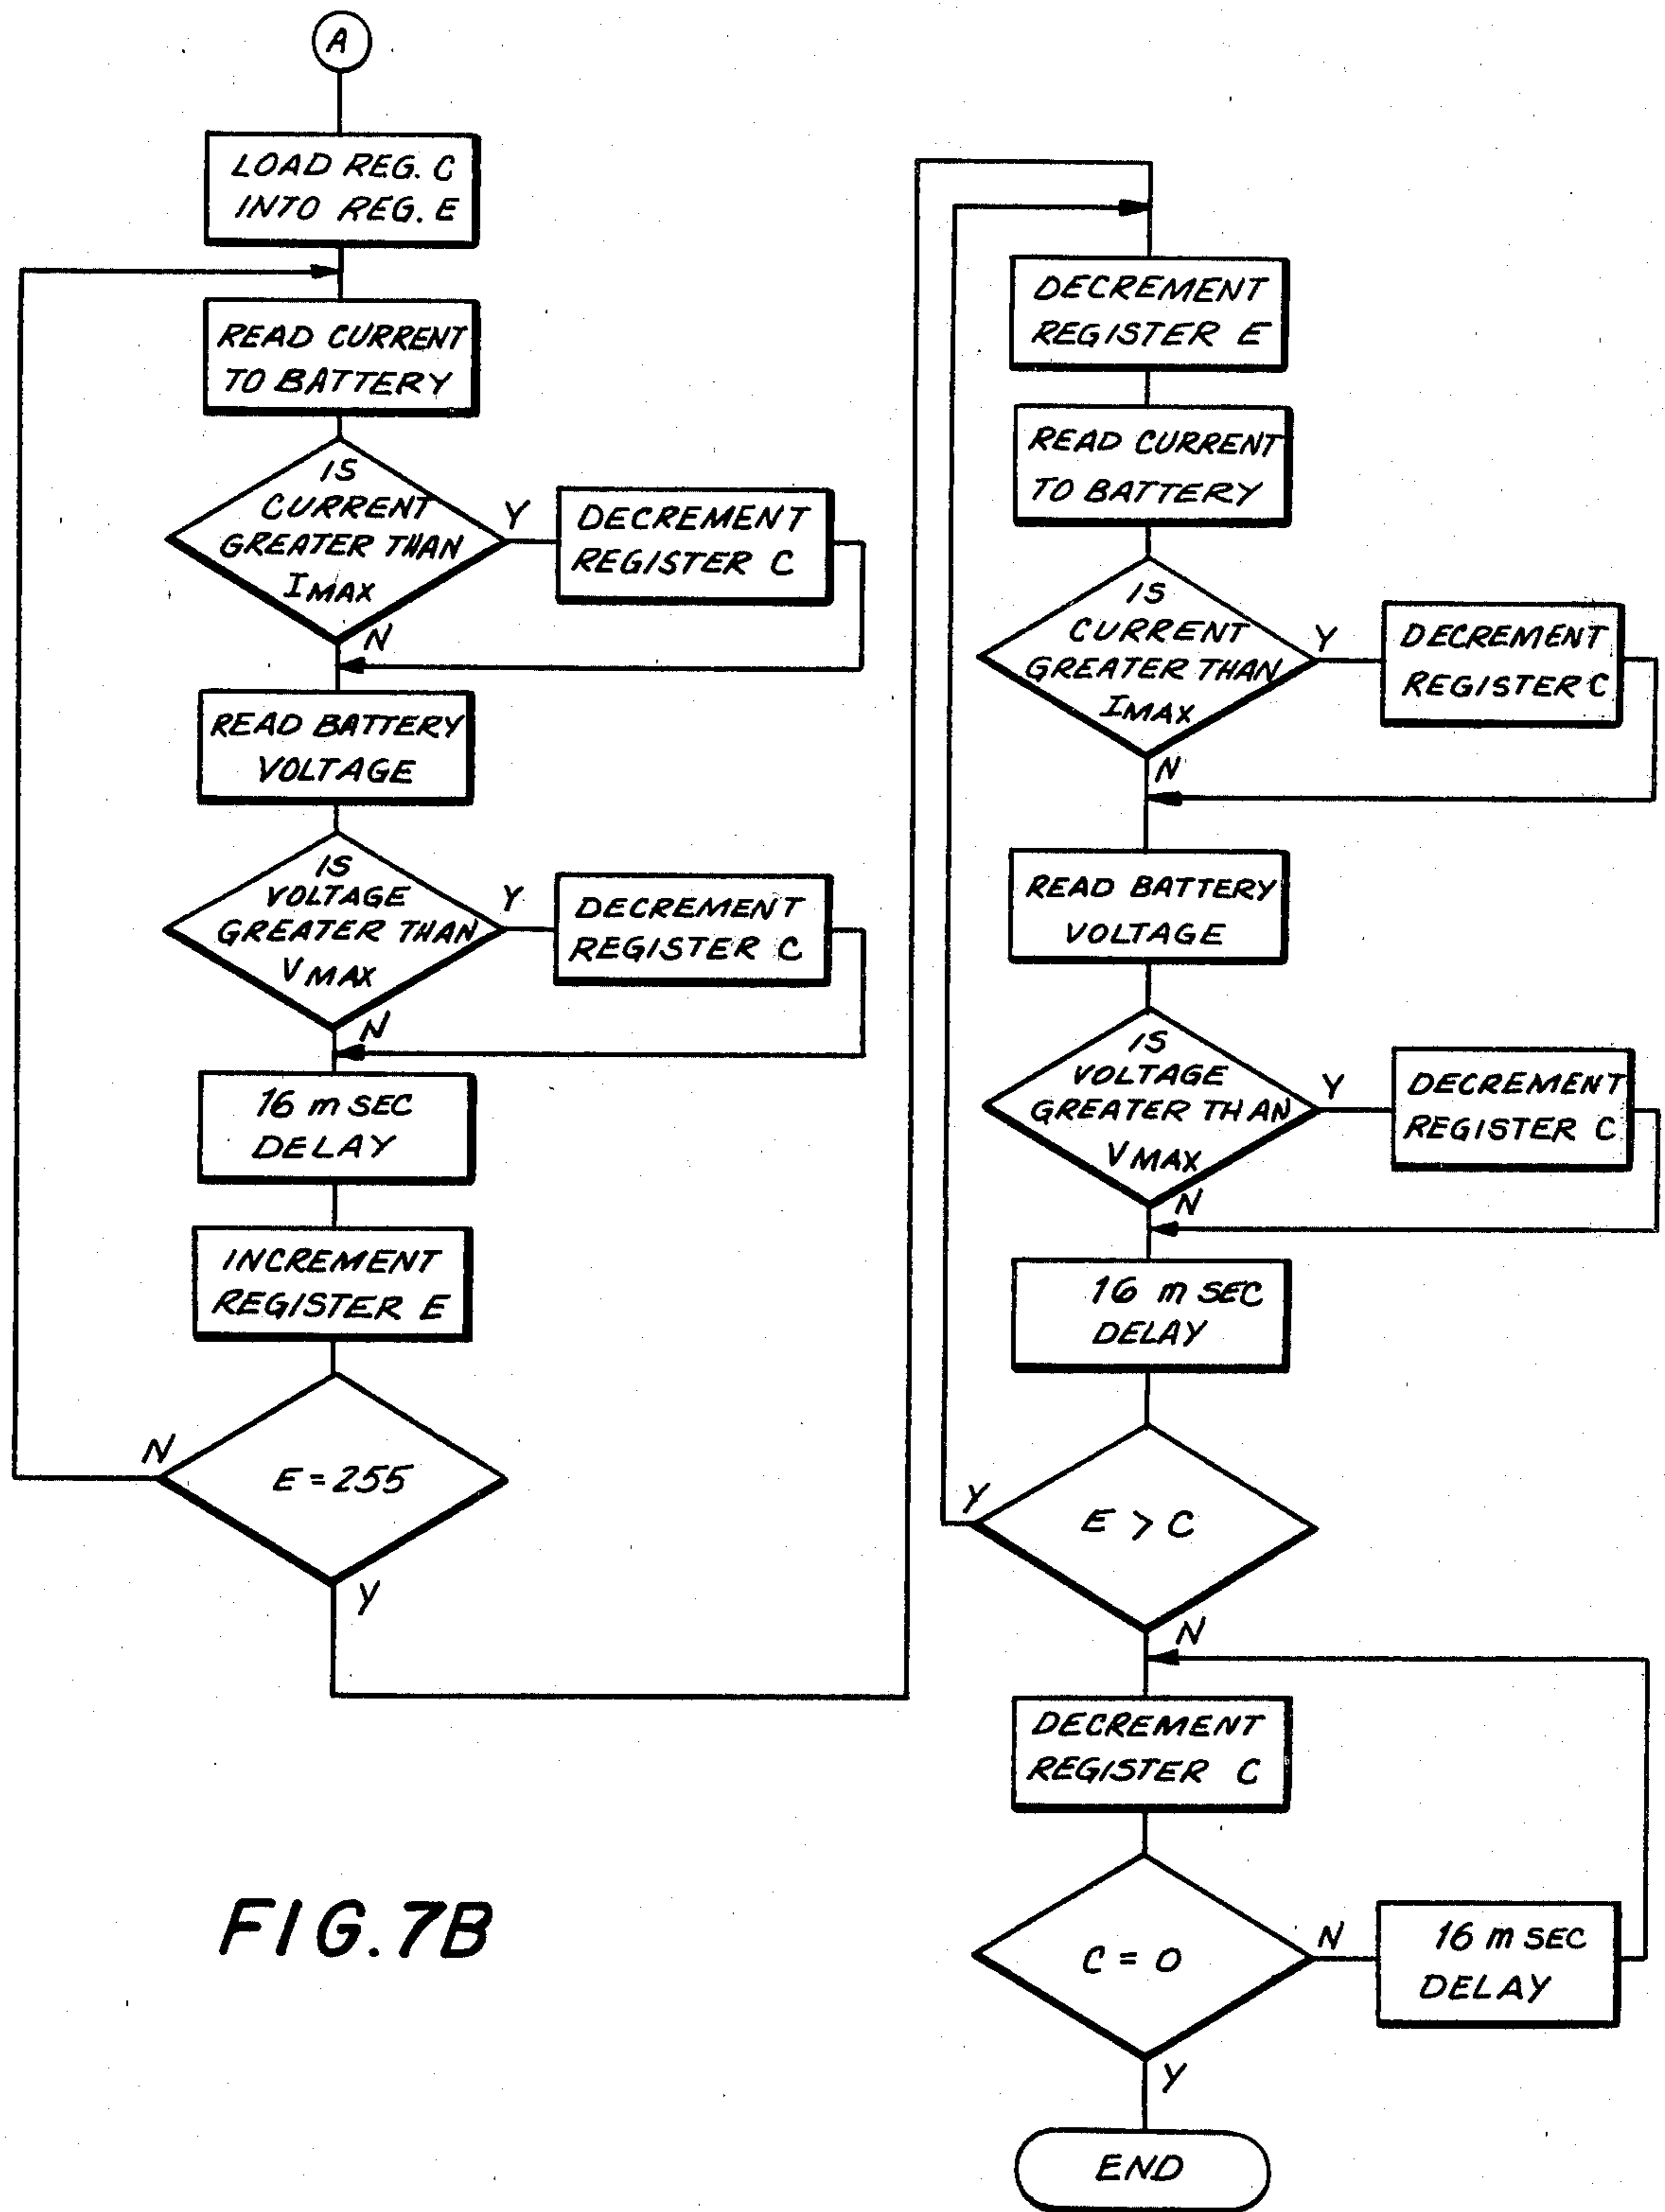 A
LOAD REG. C
INTO REG. E
READ CURRENT
TO BATTERY
IS
CURRENT
GREATER THAN
IMAX
Y
DECREMENT
REGISTER C
N
READ BATTERY
VOLTAGE
IS
VOLTAGE
GREATER THAN
VMAX
Y
DECREMENT
REGISTER C
N
16 m SEC
DELAY
INCREMENT
REGISTER E
N
E = 255
Y
DECREMENT
REGISTER E
READ CURRENT
TO BATTERY
IS
CURRENT
GREATER THAN
IMAX
Y
DECREMENT
REGISTER C
N
READ BATTERY
VOLTAGE
IS
VOLTAGE
GREATER THAN
VMAX
Y
DECREMENT
REGISTER C
N
16 m SEC
DELAY
Y
E > C
N
DECREMENT
REGISTER C
C = 0
N
16 m SEC
DELAY
Y
END
FIG. 7B